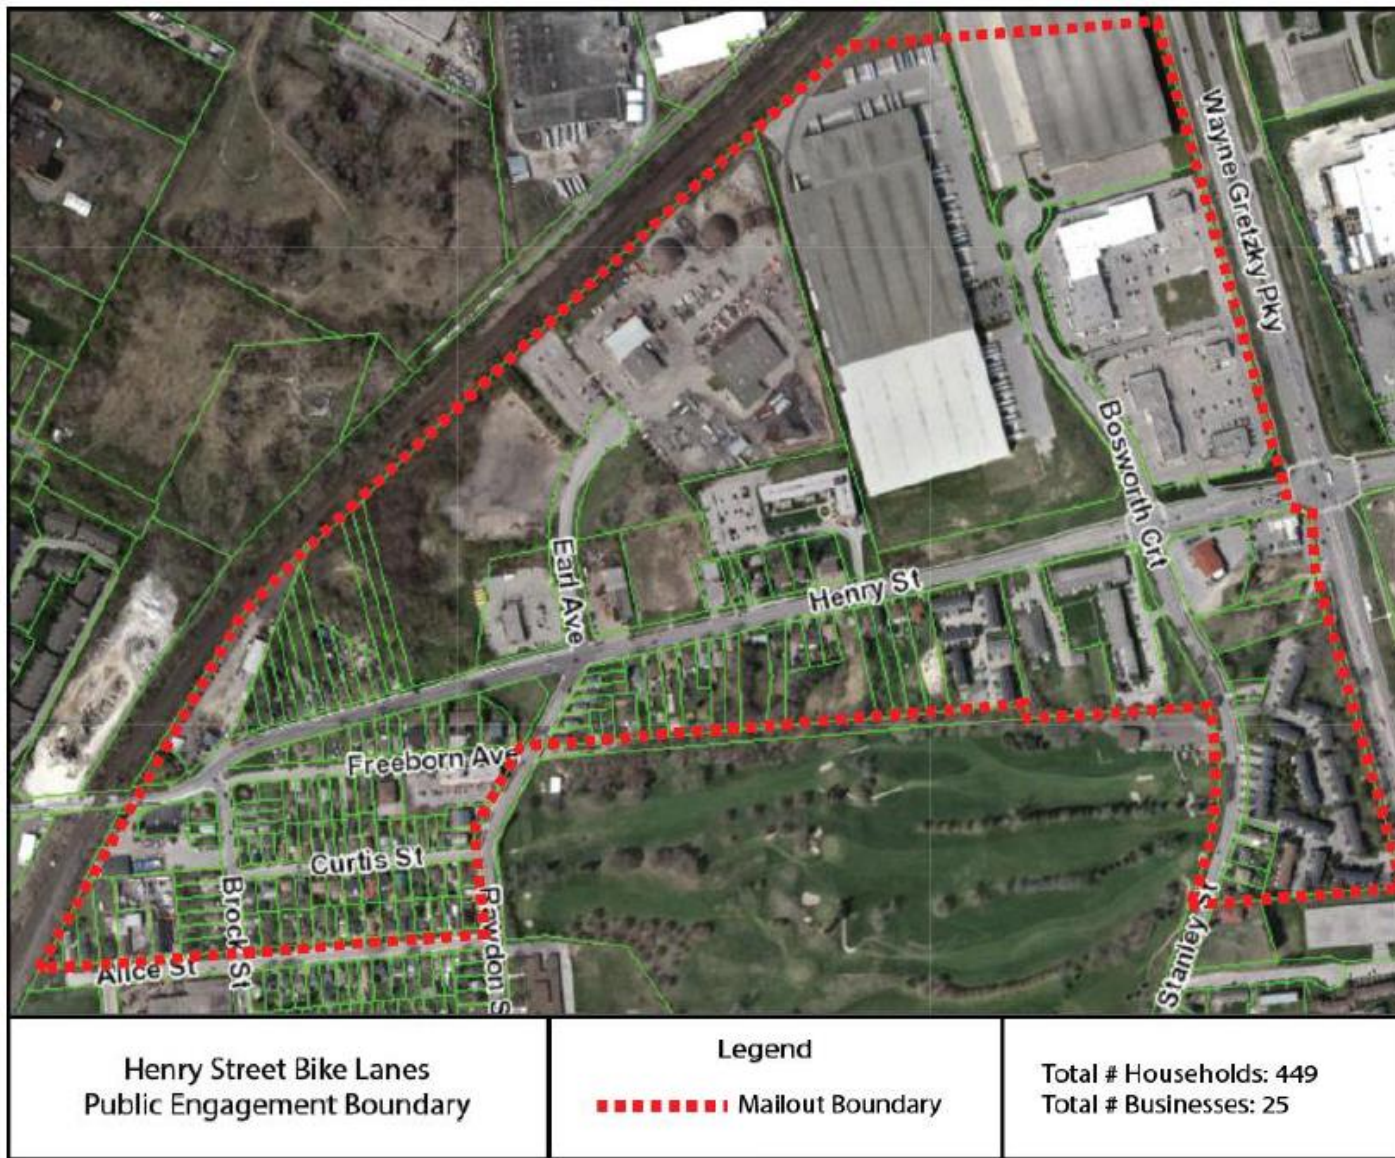 Wayne Gretzky Pky
Bosworth Crt
Earl Ave
Henry St
Freeborn Ave
Curtis St
Brock St
Rawdon S
Alice St
Stanley St
Henry Street Bike Lanes
Public Engagement Boundary
Legend
Mailout Boundary
Total # Households: 449
Total # Businesses: 25